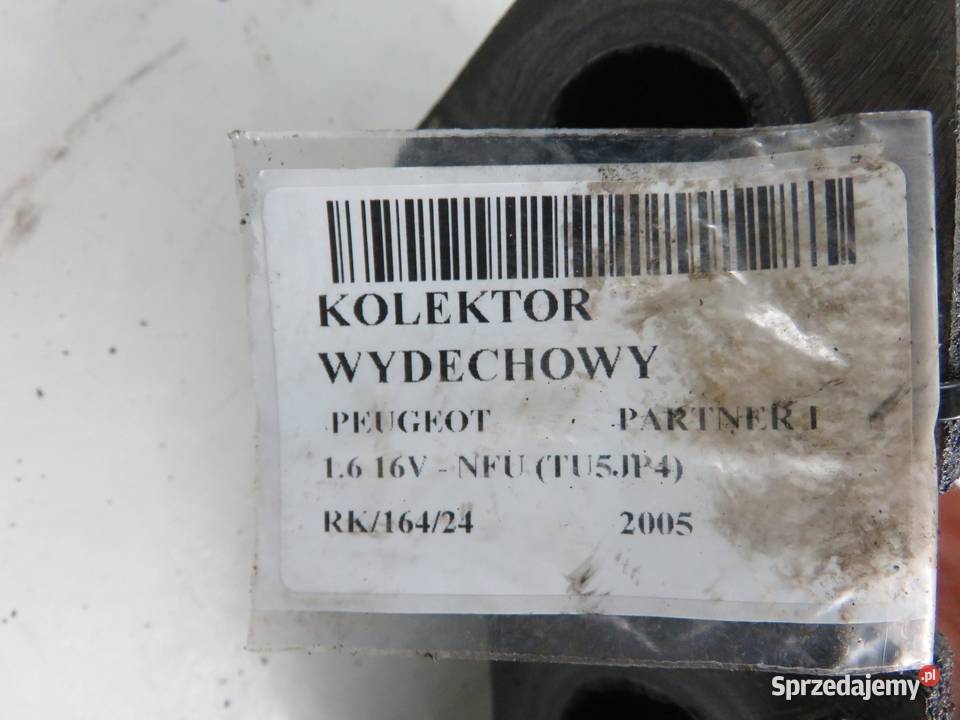 KOLEKTOR
WYDECHOWY
PEUGEOT PARTNER I
1.6 16V - NFU (TU5JP4)
RK/164/24 2005
Sprzedajemy.pl